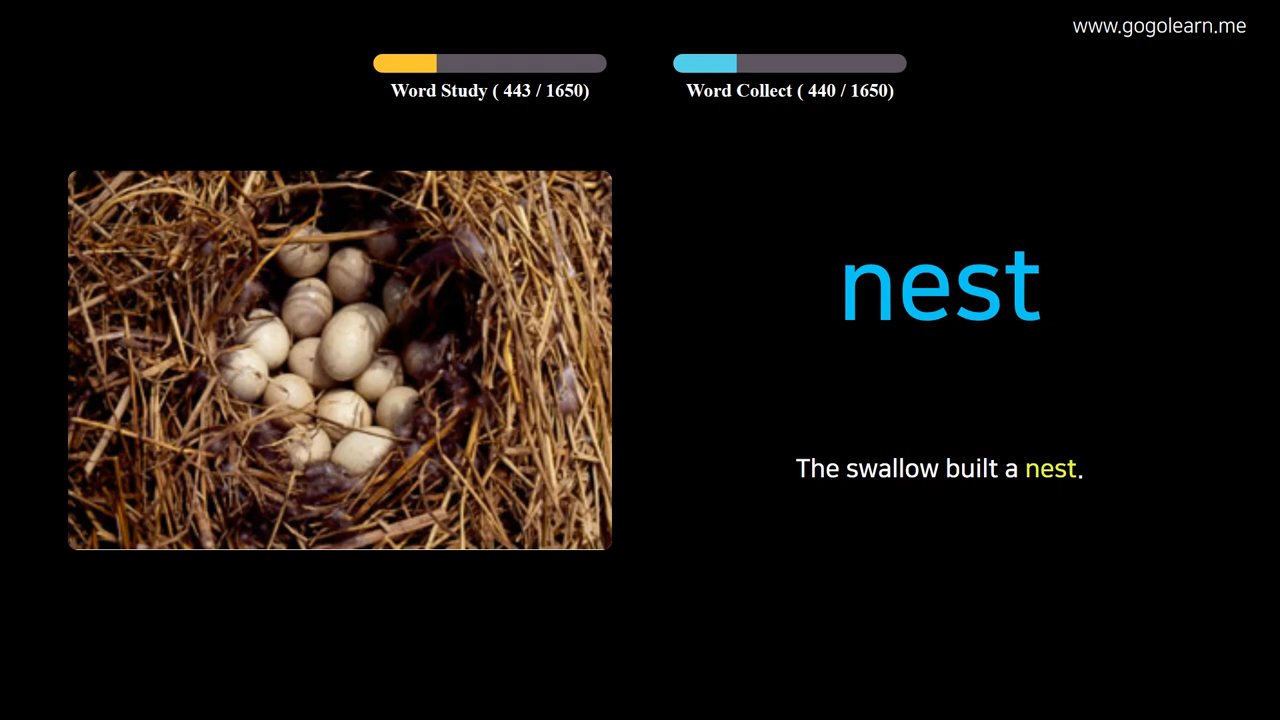 www.gogolearn.me
Word Study ( 443 / 1650)
Word Collect ( 440 / 1650)
nest
The swallow built a nest.